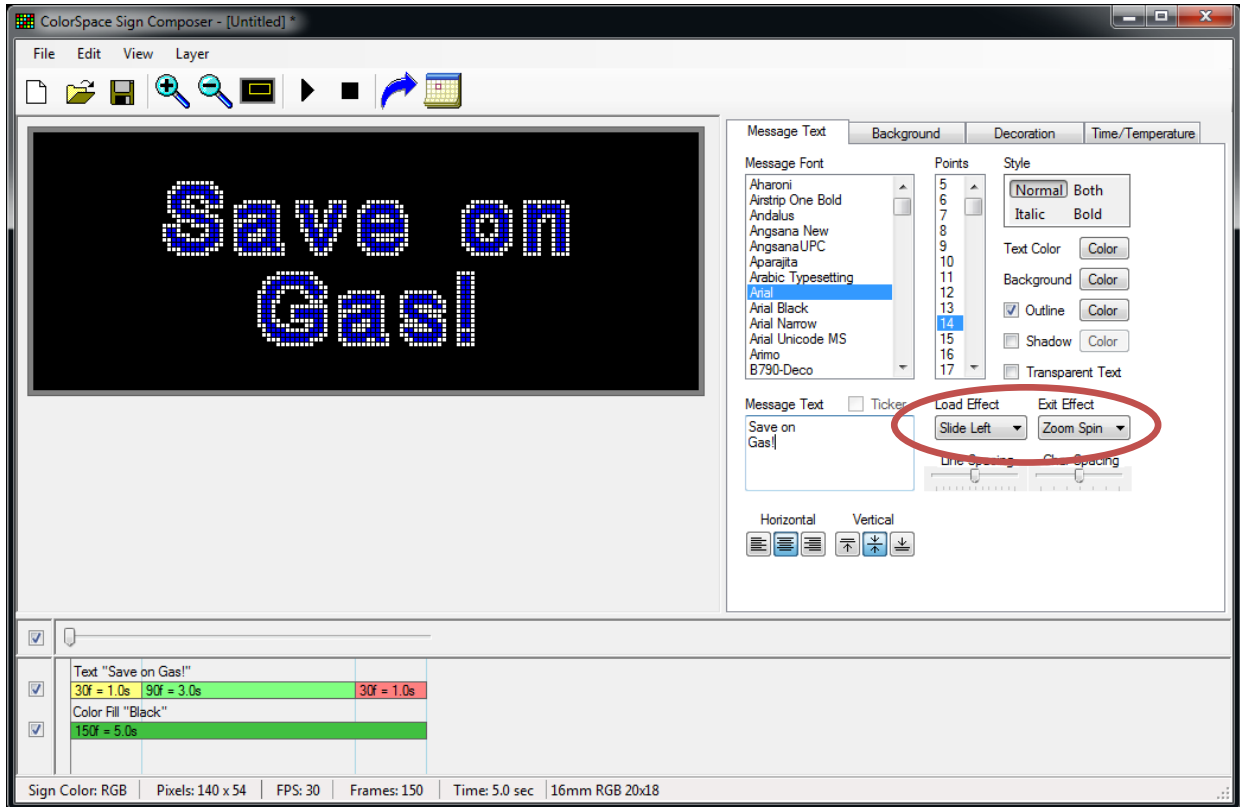 ColorSpace Sign Composer - [Untitled] *
File Edit View Layer
Save on
Gas!
Message Text Background Decoration Time/Temperature
Message Font Points Style
Aharoni
Airstrip One Bold
Andalus
Angsana New
AngsanaUPC
Aparajita
Arabic Typesetting
Arial
Arial Black
Arial Narrow
Arial Unicode MS
Arimo
B790-Deco
5
6
7
8
9
10
11
12
13
14
15
16
17
Normal Both
Italic Bold
Text Color Color
Background Color
Outline Color
Shadow Color
Transparent Text
Message Text Ticker Load Effect Exit Effect
Save on
Gas!
Slide Left Zoom Spin
Line Spacing Char Spacing
Horizontal Vertical
Text "Save on Gas!"
30f = 1.0s 90f = 3.0s 30f = 1.0s
Color Fill "Black"
150f = 5.0s
Sign Color: RGB Pixels: 140 x 54 FPS: 30 Frames: 150 Time: 5.0 sec 16mm RGB 20x18